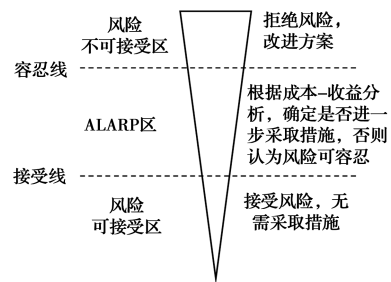 风险
不可接受区
拒绝风险,
改进方案
容忍线
ALARP区
根据成本-收益分
析,确定是否进一
步采取措施,否则
认为风险可容忍
接受线
风险
可接受区
接受风险,无
需采取措施